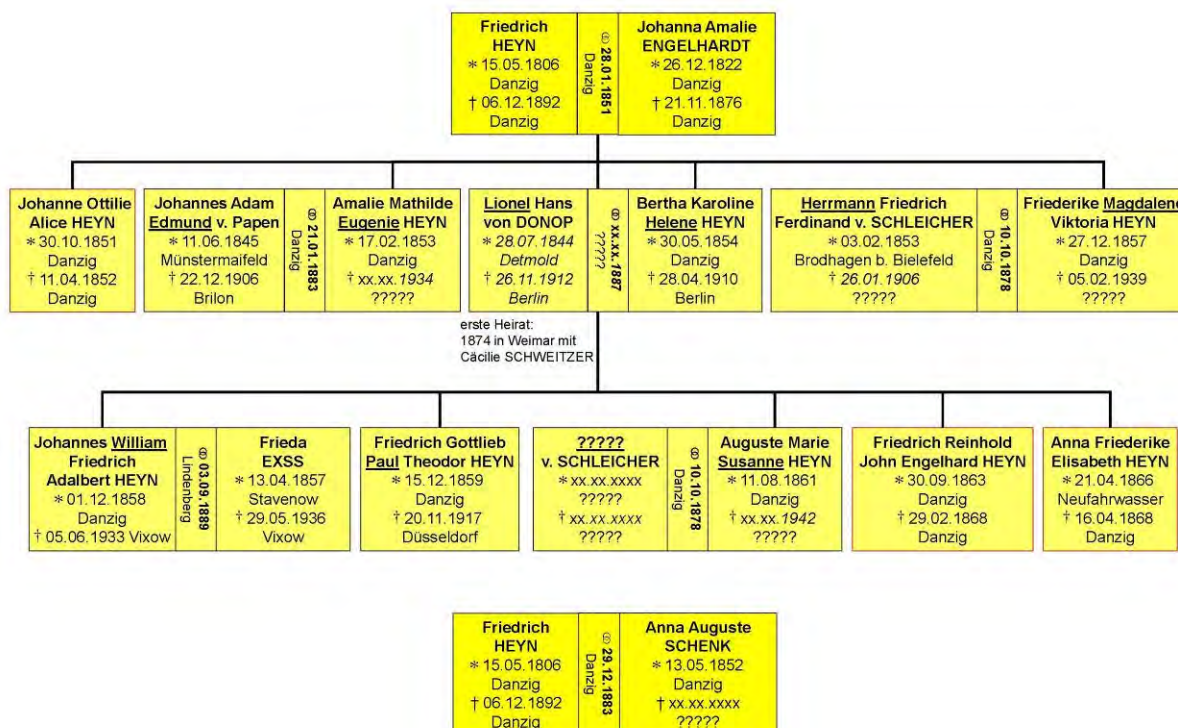 Friedrich
HEYN
* 15.05.1806
Danzig
† 06.12.1892
Danzig
⚭ 28.01.1851
Danzig
Johanna Amalie
ENGELHARDT
* 26.12.1822
Danzig
† 21.11.1876
Danzig
Johanne Ottilie
Alice HEYN
* 30.10.1851
Danzig
† 11.04.1852
Danzig
Johannes Adam
Edmund v. Papen
* 11.06.1845
Münstermaifeld
† 22.12.1906
Brilon
⚭ 21.01.1883
Danzig
Amalie Mathilde
Eugenie HEYN
* 17.02.1853
Danzig
† xx.xx.1934
?????
Lionel Hans
von DONOP
* 28.07.1844
Detmold
† 26.11.1912
Berlin
⚭ xx.xx.1887
?????
Bertha Karoline
Helene HEYN
* 30.05.1854
Danzig
† 28.04.1910
Berlin
Herrmann Friedrich
Ferdinand v. SCHLEICHER
* 03.02.1853
Brodhagen b. Bielefeld
† 26.01.1906
?????
⚭ 10.10.1878
Danzig
Friederike Magdalene
Viktoria HEYN
* 27.12.1857
Danzig
† 05.02.1939
?????
erste Heirat:
1874 in Weimar mit
Cäcilie SCHWEITZER
Johannes William
Friedrich
Adalbert HEYN
* 01.12.1858
Danzig
† 05.06.1933 Vixow
⚭ 03.09.1889
Lindenberg
Frieda
EXSS
* 13.04.1857
Stavenow
† 29.05.1936
Vixow
Friedrich Gottlieb
Paul Theodor HEYN
* 15.12.1859
Danzig
† 20.11.1917
Düsseldorf
?????
v. SCHLEICHER
* xx.xx.xxxx
?????
† xx.xx.xxxx
?????
⚭ 10.10.1878
Danzig
Auguste Marie
Susanne HEYN
* 11.08.1861
Danzig
† xx.xx.1942
?????
Friedrich Reinhold
John Engelhard HEYN
* 30.09.1863
Danzig
† 29.02.1868
Danzig
Anna Friederike
Elisabeth HEYN
* 21.04.1866
Neufahrwasser
† 16.04.1868
Danzig
Friedrich
HEYN
* 15.05.1806
Danzig
† 06.12.1892
Danzig
⚭ 29.12.1883
Danzig
Anna Auguste
SCHENK
* 13.05.1852
Danzig
† xx.xx.xxxx
?????